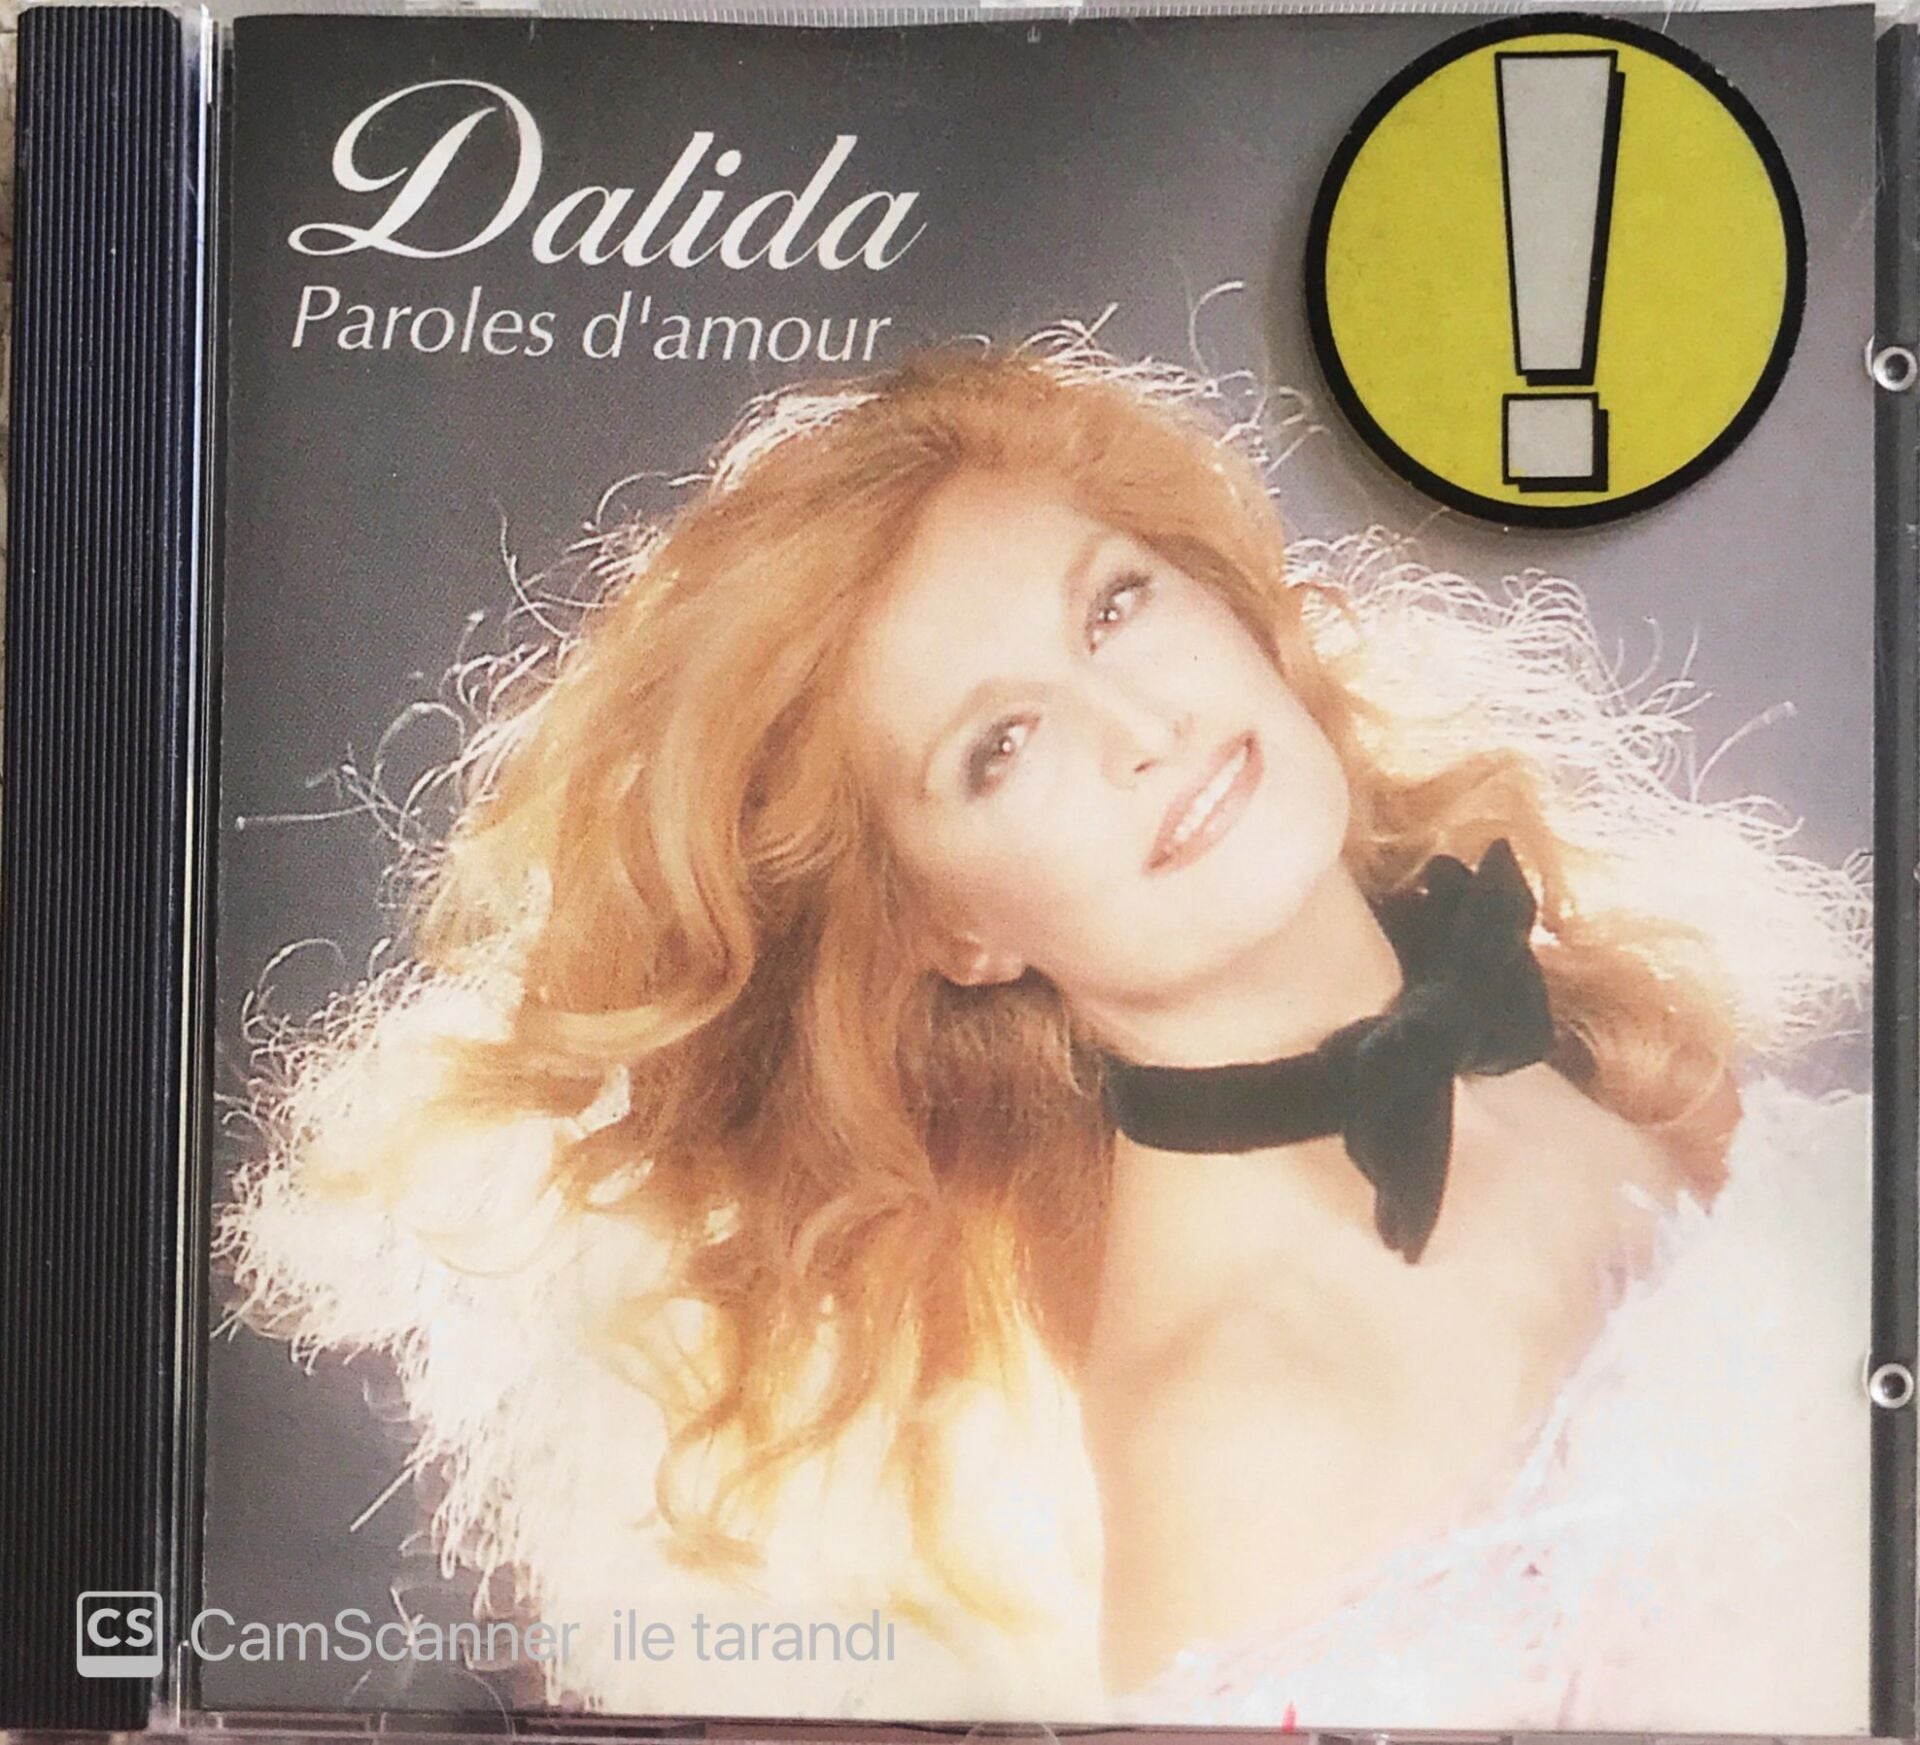 Dalida
Paroles d'amour
!
CS CamScanner ile tarandı